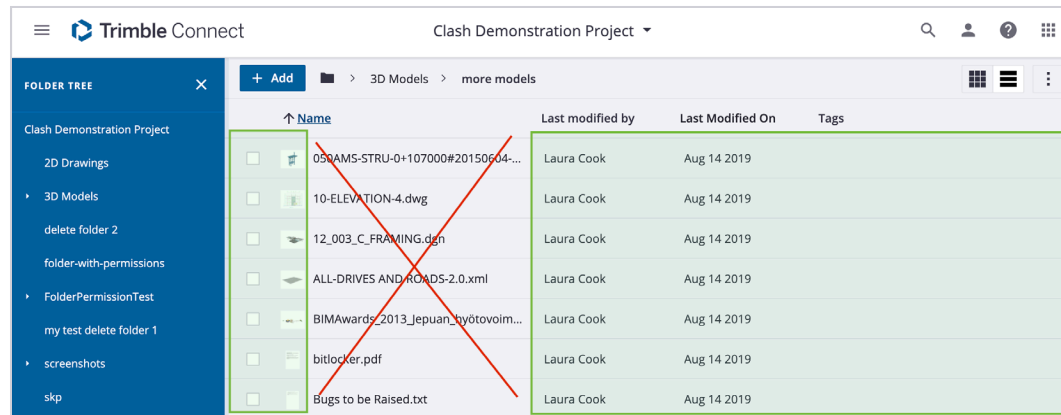 Trimble Connect
Clash Demonstration Project
FOLDER TREE
Clash Demonstration Project
2D Drawings
3D Models
delete folder 2
folder-with-permissions
FolderPermissionTest
my test delete folder 1
screenshots
skp
+ Add > 3D Models > more models
Name Last modified by Last Modified On Tags
050AMS-STRU-0+107000#20150604-... Laura Cook Aug 14 2019
10-ELEVATION-4.dwg Laura Cook Aug 14 2019
12_003_C_FRAMING.dgn Laura Cook Aug 14 2019
ALL-DRIVES AND ROADS-2.0.xml Laura Cook Aug 14 2019
BIMAwards_2013_Jepuan_hyötovoim... Laura Cook Aug 14 2019
bitlocker.pdf Laura Cook Aug 14 2019
Bugs to be Raised.txt Laura Cook Aug 14 2019